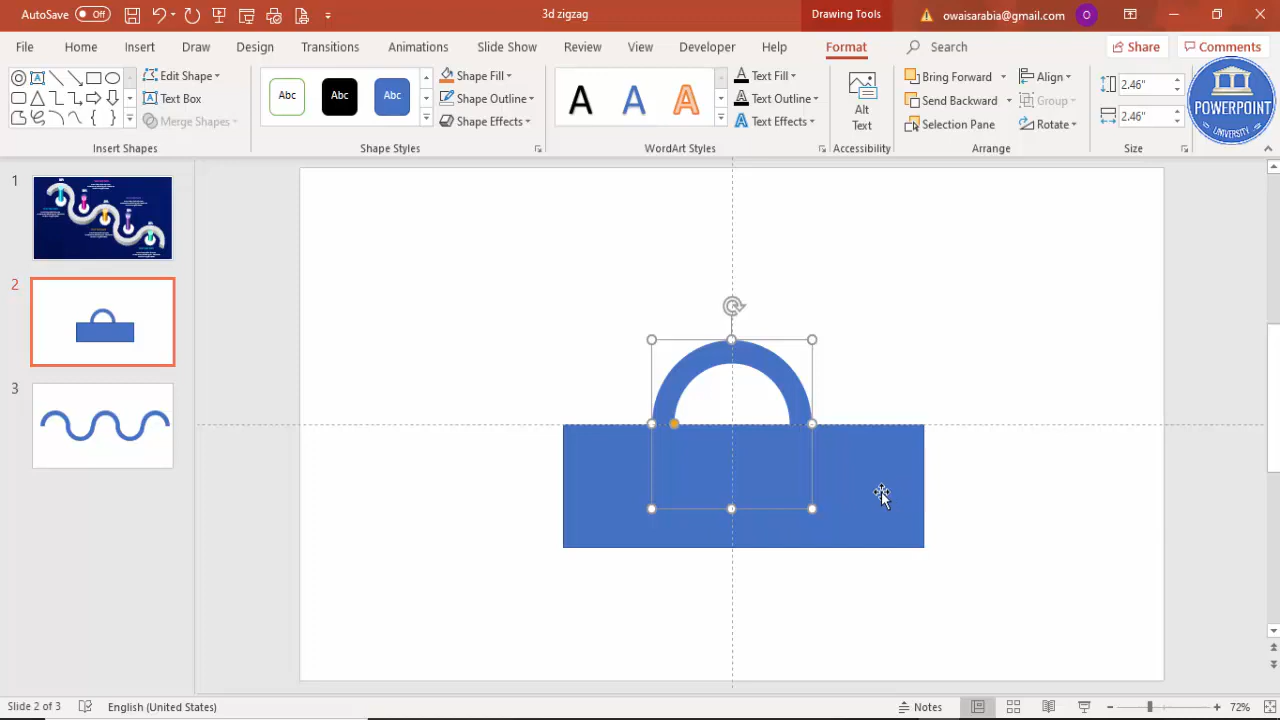 AutoSave Off 3d zigzag Drawing Tools owaisarabia@gmail.com O
File Home Insert Draw Design Transitions Animations Slide Show Review View Developer Help Format Search Share Comments
Edit Shape Abc Abc Abc Shape Fill A A A Text Fill Bring Forward Align 2.46"
Text Box Shape Outline Text Outline Alt Text Send Backward Group 2.46" POWERPOINT UNIVERSITY
Merge Shapes Shape Effects Text Effects Selection Pane Rotate
Insert Shapes Shape Styles WordArt Styles Accessibility Arrange Size
1
2
3
Slide 2 of 3 English (United States) Notes 72%